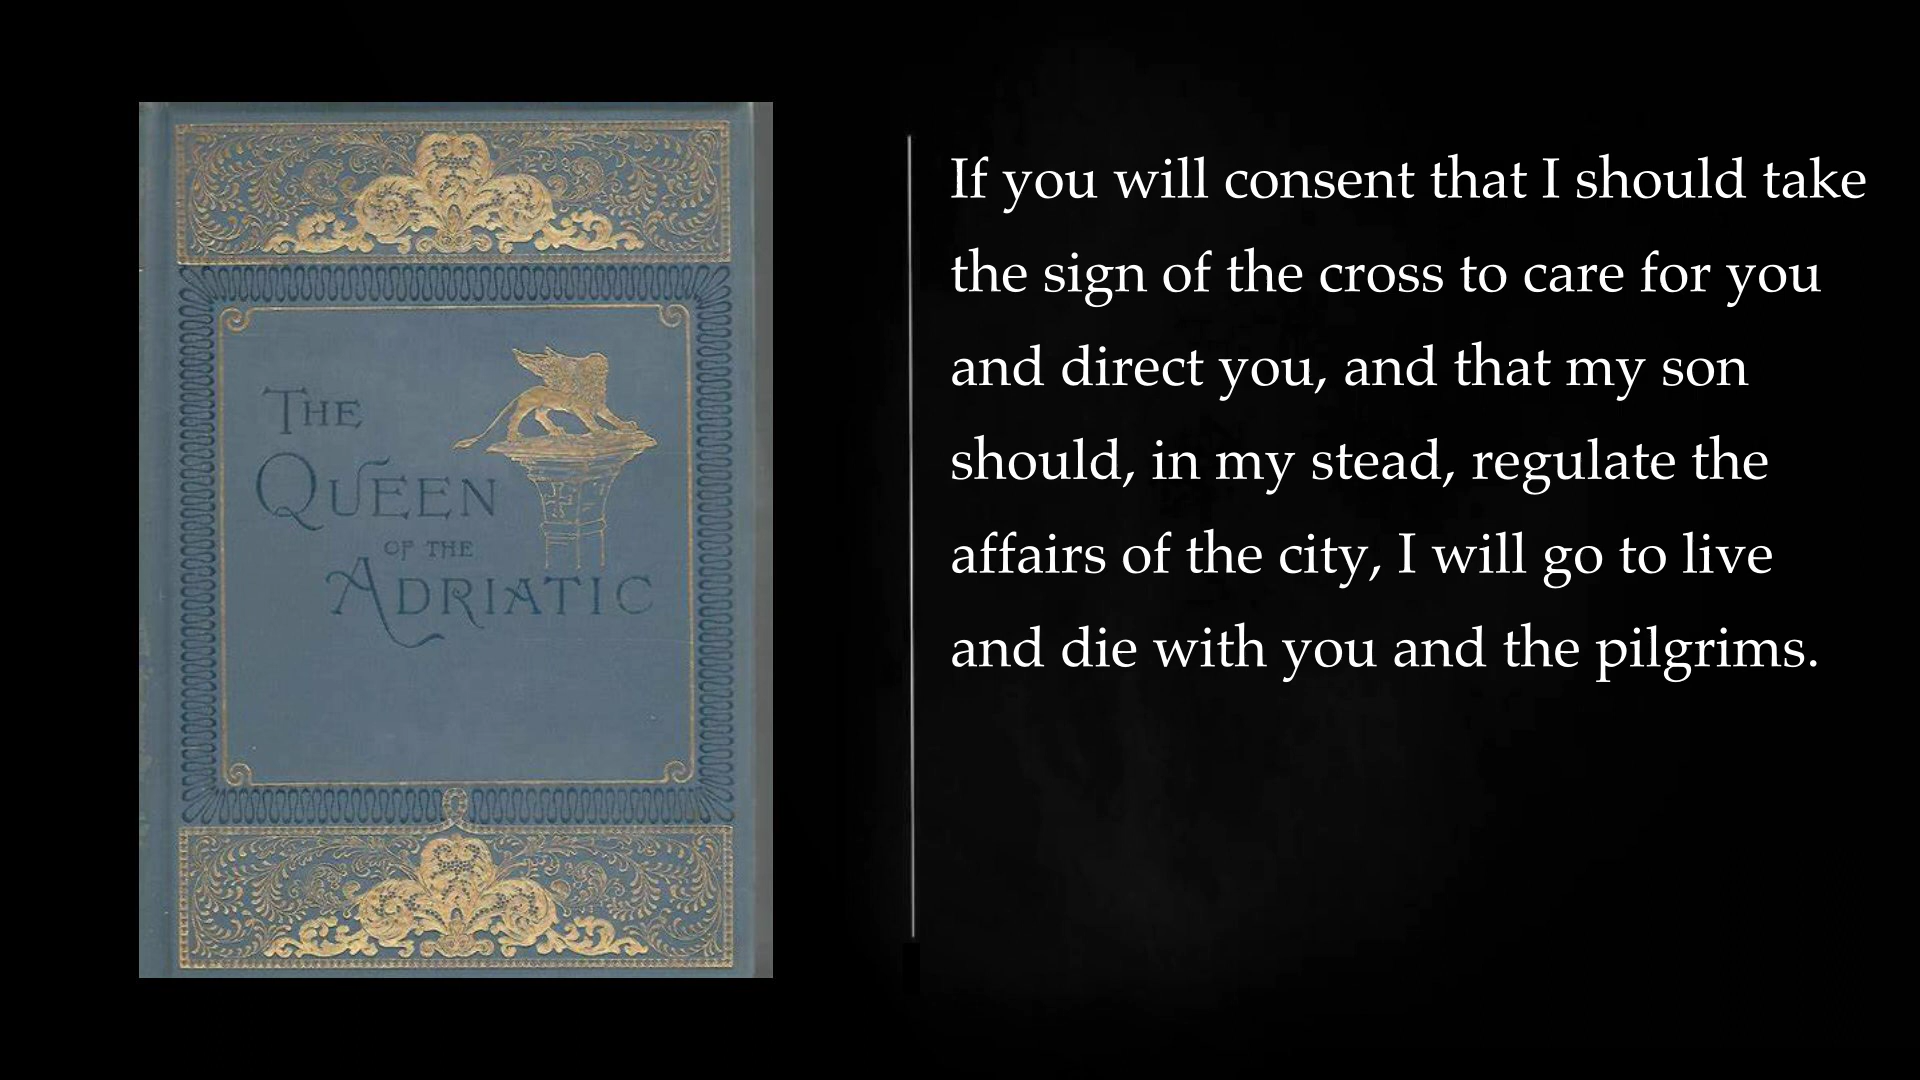 THE
QUEEN
OF THE
ADRIATIC
If you will consent that I should take
the sign of the cross to care for you
and direct you, and that my son
should, in my stead, regulate the
affairs of the city, I will go to live
and die with you and the pilgrims.